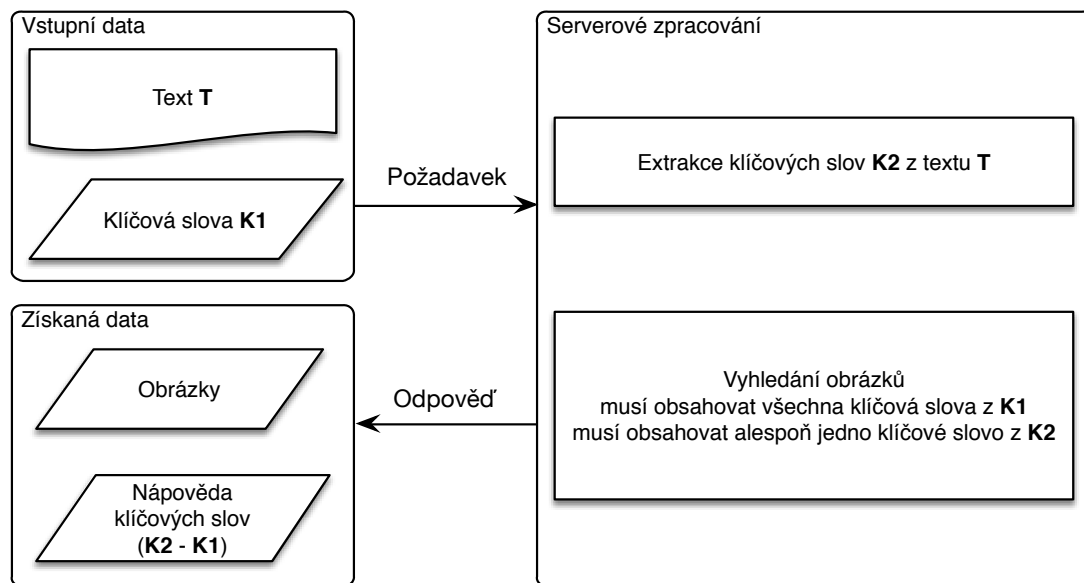 Vstupní data
Text T
Klíčová slova K1
Požadavek
Serverové zpracování
Extrakce klíčových slov K2 z textu T
Vyhledání obrázků
musí obsahovat všechna klíčová slova z K1
musí obsahovat alespoň jedno klíčové slovo z K2
Odpověď
Získaná data
Obrázky
Nápověda
klíčových slov
(K2 - K1)